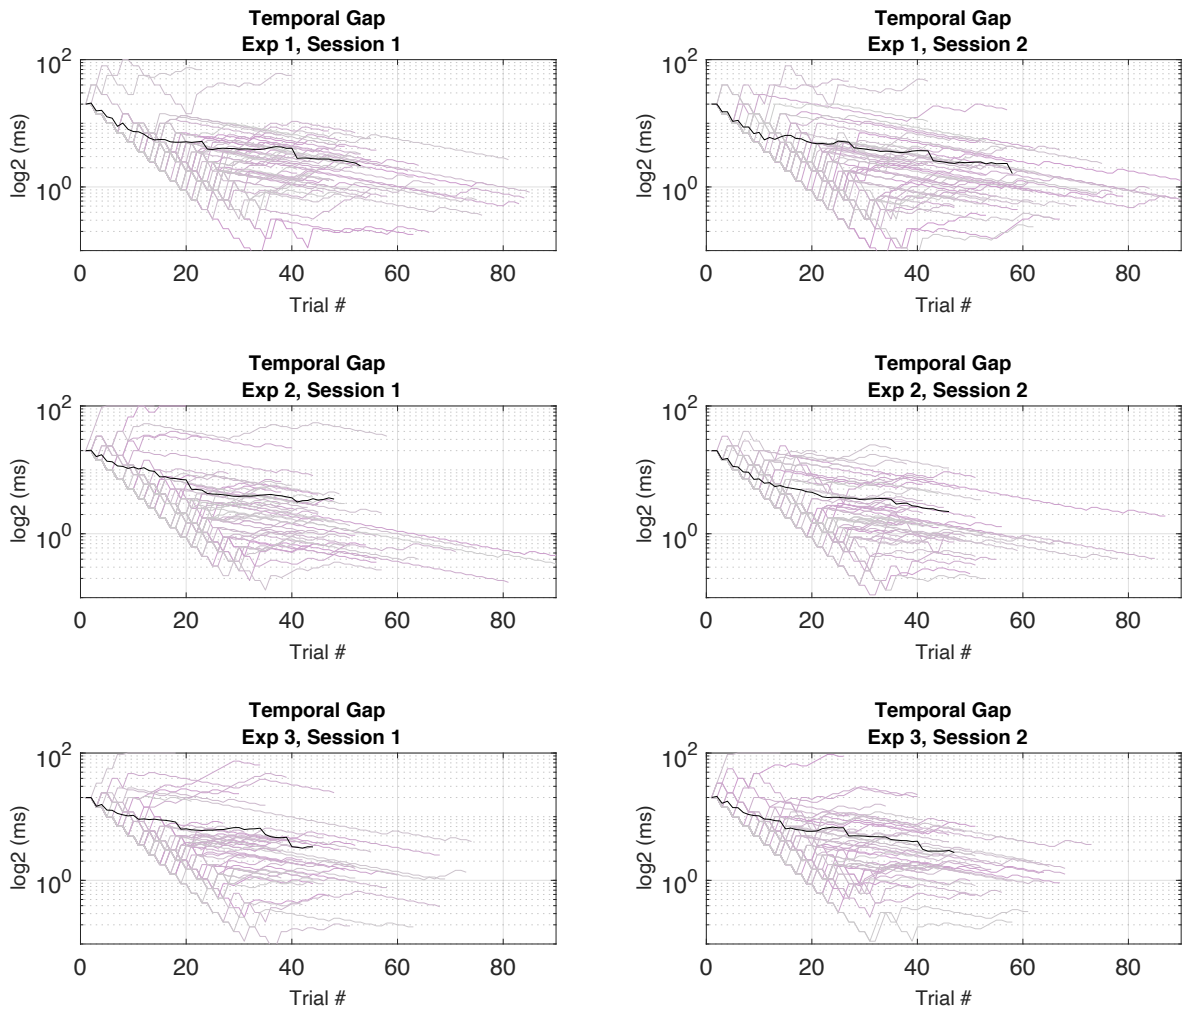 Temporal Gap
Exp 1, Session 1
10^2
10^0
log2 (ms)
0 20 40 60 80
Trial #
Temporal Gap
Exp 1, Session 2
10^2
10^0
log2 (ms)
0 20 40 60 80
Trial #
Temporal Gap
Exp 2, Session 1
10^2
10^0
log2 (ms)
0 20 40 60 80
Trial #
Temporal Gap
Exp 2, Session 2
10^2
10^0
log2 (ms)
0 20 40 60 80
Trial #
Temporal Gap
Exp 3, Session 1
10^2
10^0
log2 (ms)
0 20 40 60 80
Trial #
Temporal Gap
Exp 3, Session 2
10^2
10^0
log2 (ms)
0 20 40 60 80
Trial #